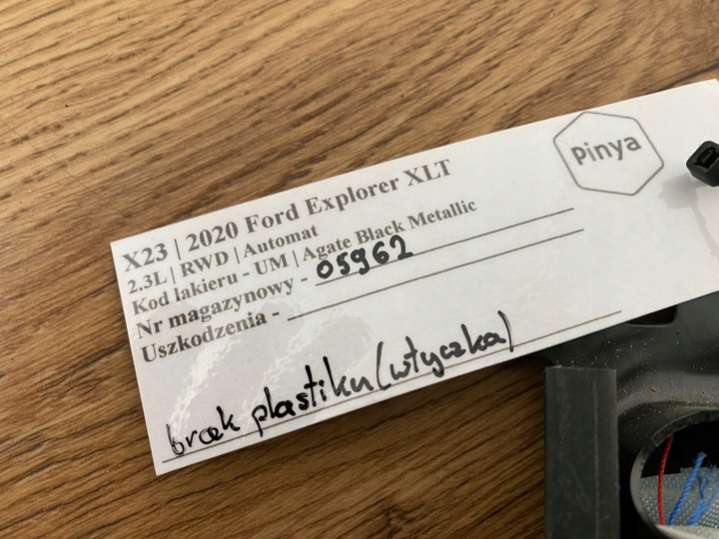 Pinya
X23 | 2020 Ford Explorer XLT
2.3L | RWD | Automat
Kod lakieru - UM | Agate Black Metallic
Nr magazynowy - 05962
Uszkodzenia -
brak plastiku (wtyczka)